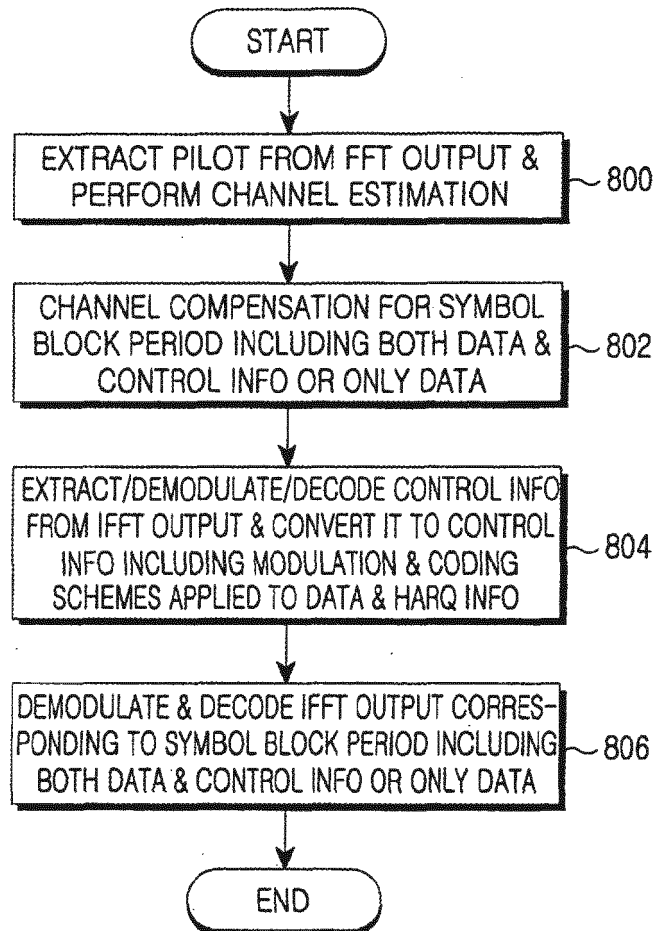 START
EXTRACT PILOT FROM FFT OUTPUT &
PERFORM CHANNEL ESTIMATION
800
CHANNEL COMPENSATION FOR SYMBOL
BLOCK PERIOD INCLUDING BOTH DATA &
CONTROL INFO OR ONLY DATA
802
EXTRACT/DEMODULATE/DECODE CONTROL INFO
FROM IFFT OUTPUT & CONVERT IT TO CONTROL
INFO INCLUDING MODULATION & CODING
SCHEMES APPLIED TO DATA & HARQ INFO
804
DEMODULATE & DECODE IFFT OUTPUT CORRES-
PONDING TO SYMBOL BLOCK PERIOD INCLUDING
BOTH DATA & CONTROL INFO OR ONLY DATA
806
END